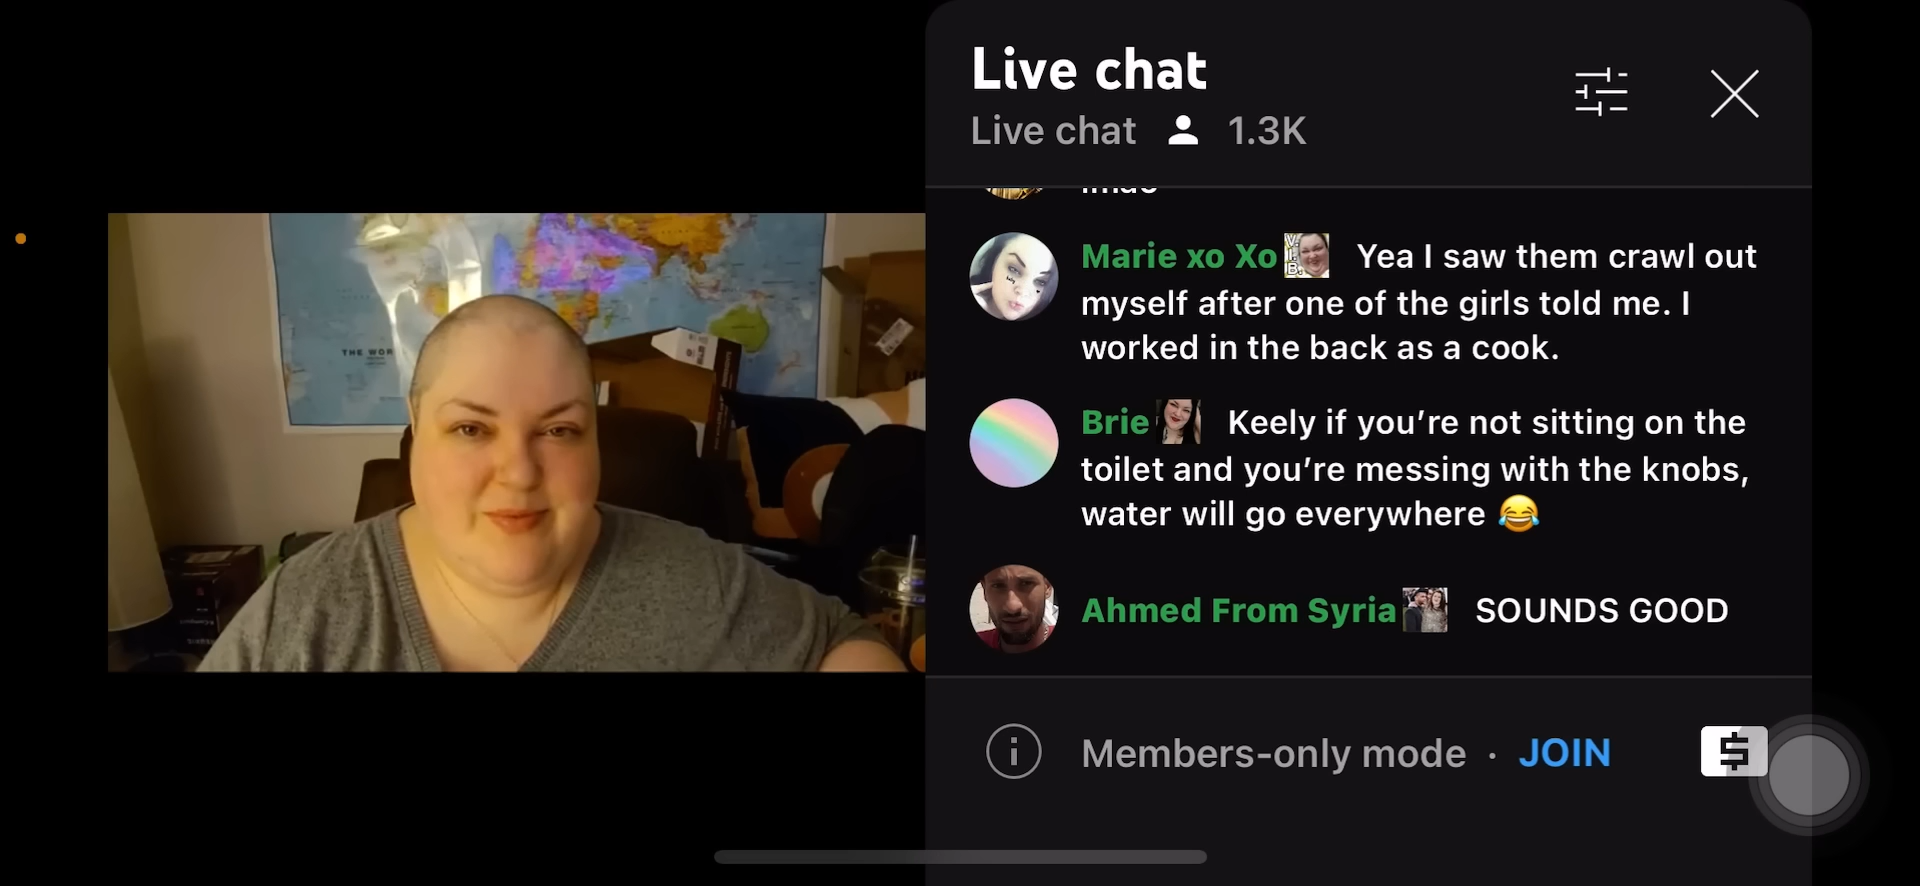 Live chat
Live chat 1.3K
lmao
Marie xo Xo Yea I saw them crawl out
myself after one of the girls told me. I
worked in the back as a cook.
Brie Keely if you’re not sitting on the
toilet and you’re messing with the knobs,
water will go everywhere 😂
Ahmed From Syria SOUNDS GOOD
Members-only mode · JOIN
THE WOR